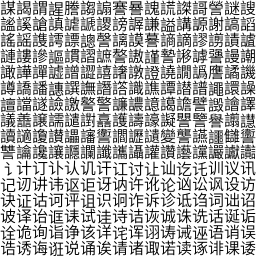 謀謁謂謃謄謅謆謇謈謉謊謋謌謍謎謏
謐謑謒謓謔謕謖謗謘謙謚講謜謝謞謟
謠謡謢謣謤謥謦謧謨謩謪謫謬謭謮謯
謰謱謲謳謴謵謶謷謸謹謺謻謼謽謾謿
譀譁譂譃譄譅譆譇譈證譊譋譌譍譎譏
譐譑譒譓譔譕譖譗識譙譚譛譜譝譞譟
譠譡譢譣譤譥警譧譨譩譪譫譬譭譮譯
議譱譲譳譴譵譶護譸譹譺譻譼譽譾譿
讀讁讂讃讄讅讆讇讈讉變讋讌讍讎讏
讐讑讒讓讔讕讖讗讘讙讚讛讜讝讞讟
讠计订讣认讥讦讧讨让讪讫讬训议讯
记讱讲讳讴讵讶讷许讹论讻讼讽设访
诀证诂诃评诅识诇诈诉诊诋诌词诎诏
诐译诒诓诔试诖诗诘诙诚诛诜话诞诟
诠诡询诣诤该详诧诨诩诪诫诬语诮误
诰诱诲诳说诵诶请诸诹诺读诼诽课诿